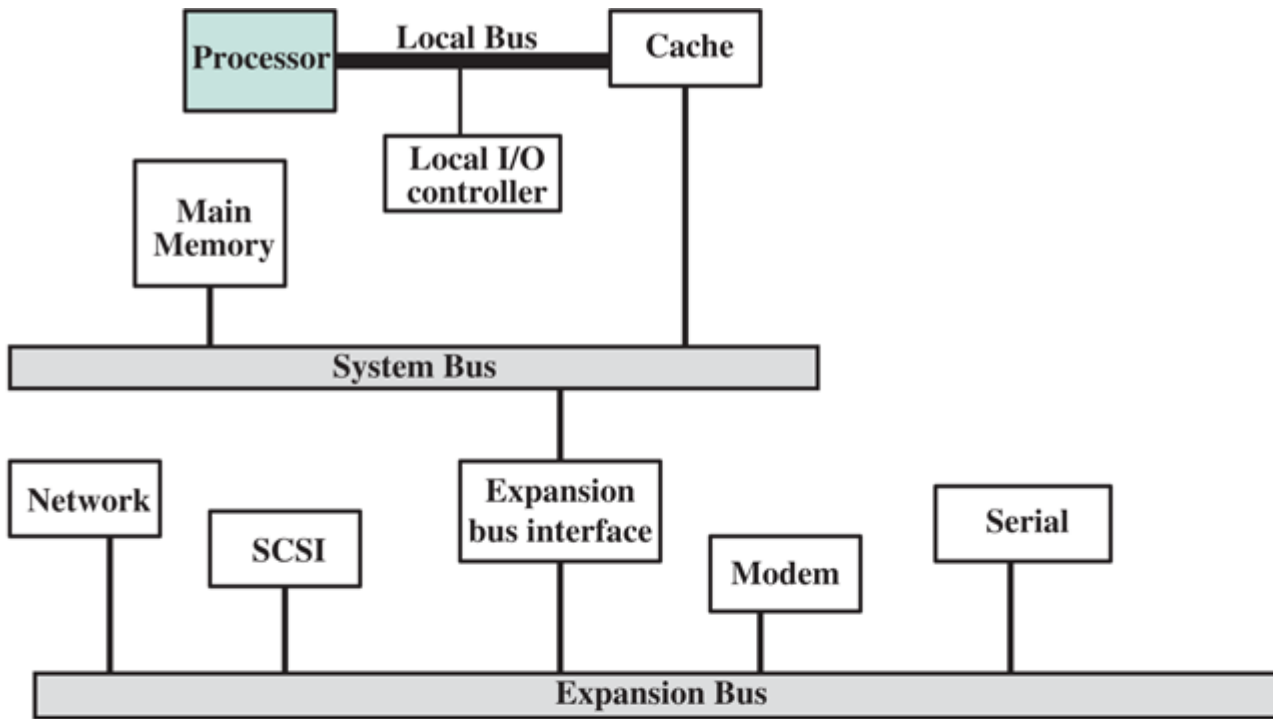 Processor
Local Bus
Cache
Local I/O
controller
Main
Memory
System Bus
Network
SCSI
Expansion
bus interface
Modem
Serial
Expansion Bus